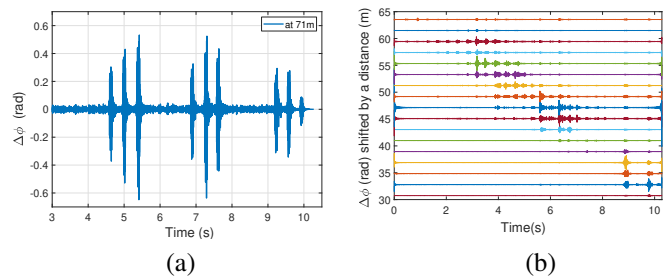 at 71m
0.6
0.4
0.2
0
-0.2
-0.4
-0.6
Δϕ (rad)
3 4 5 6 7 8 9 10
Time (s)
(a)
65
60
55
50
45
40
35
30
Δϕ (rad) shifted by a distance (m)
0 2 4 6 8 10
Time(s)
(b)